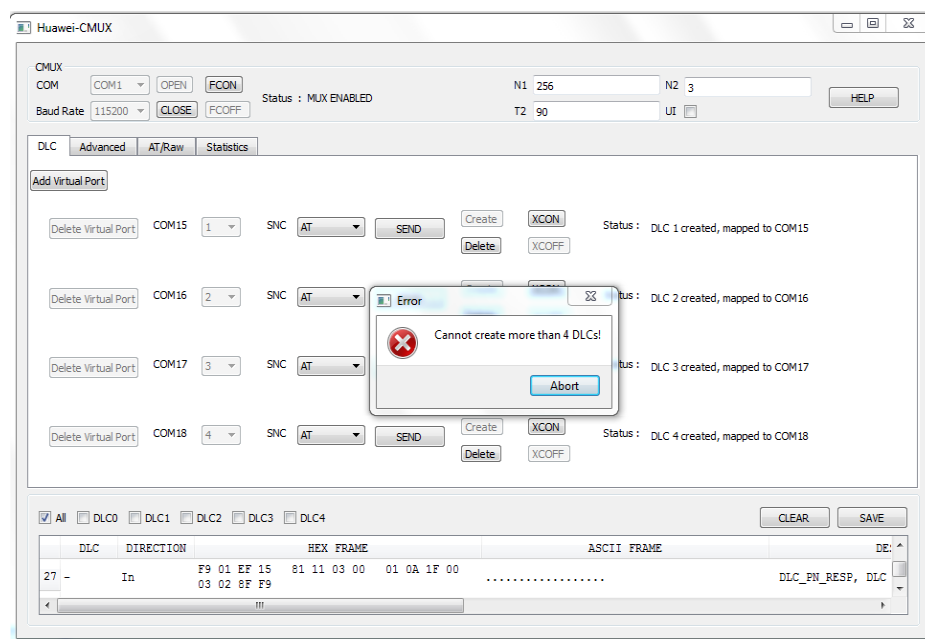 Huawei-CMUX
CMUX
COM COM1 OPEN FCON N1 256 N2 3 HELP
Baud Rate 115200 CLOSE FCOFF Status : MUX ENABLED T2 90 UI
DLC Advanced AT/Raw Statistics
Add Virtual Port
Delete Virtual Port COM15 1 SNC AT SEND Create XCON Status : DLC 1 created, mapped to COM15
Delete XCOFF
Delete Virtual Port COM16 2 SNC AT tus : DLC 2 created, mapped to COM16
Error
Cannot create more than 4 DLCs!
Delete Virtual Port COM17 3 SNC AT tus : DLC 3 created, mapped to COM17
Abort
Delete Virtual Port COM18 4 SNC AT SEND Create XCON Status : DLC 4 created, mapped to COM18
Delete XCOFF
All DLC0 DLC1 DLC2 DLC3 DLC4 CLEAR SAVE
DLC DIRECTION HEX FRAME ASCII FRAME
27 - In F9 01 EF 15 81 11 03 00 01 0A 1F 00 .................. DLC_PN_RESP, DLC
03 02 8F F9